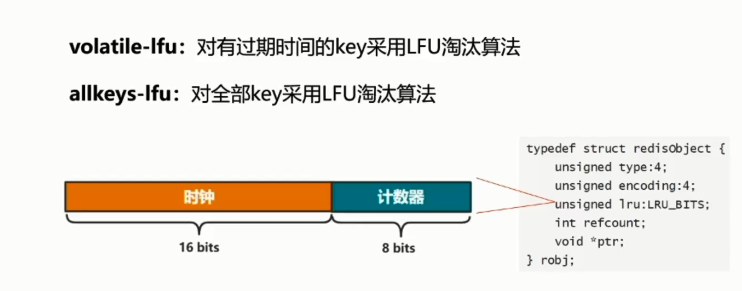 volatile-lfu：对有过期时间的key采用LFU淘汰算法
allkeys-lfu：对全部key采用LFU淘汰算法
时钟
计数器
16 bits
8 bits
typedef struct redisObject {
unsigned type:4;
unsigned encoding:4;
unsigned lru:LRU_BITS;
int refcount;
void *ptr;
} robj;